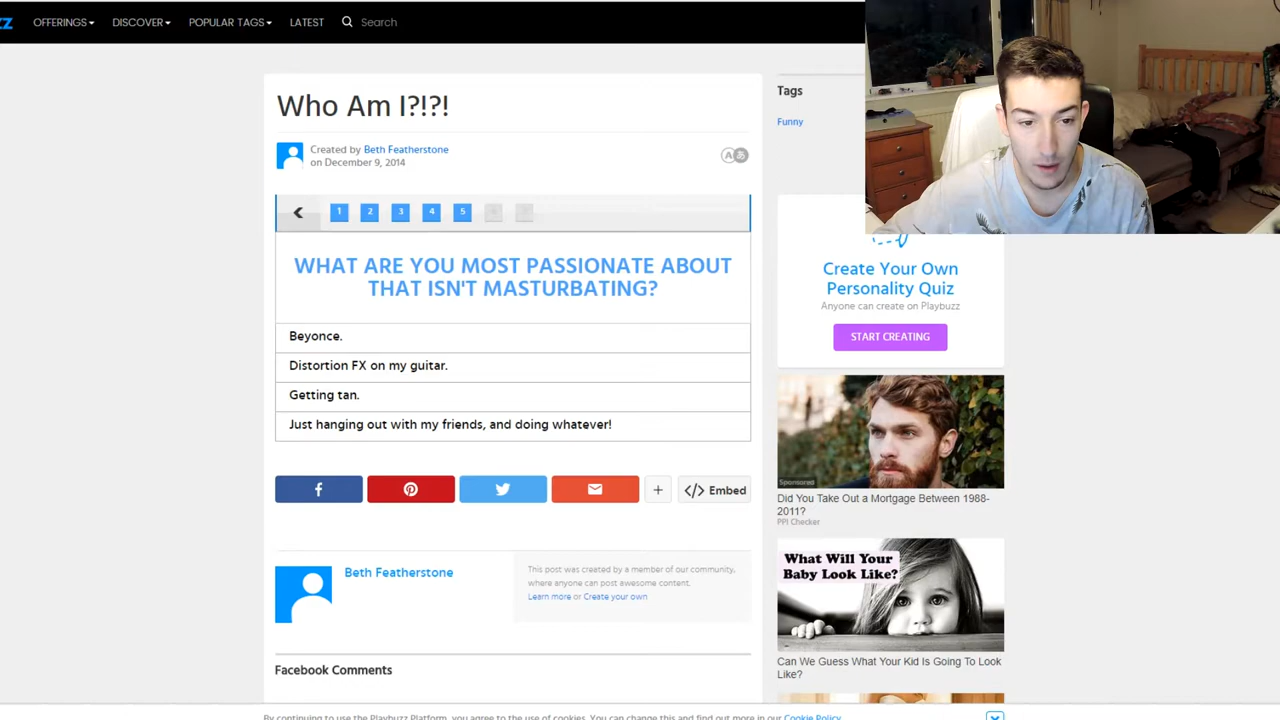 OFFERINGS DISCOVER POPULAR TAGS LATEST Search
Who Am I?!?!
Created by Beth Featherstone
on December 9, 2014
1 2 3 4 5
WHAT ARE YOU MOST PASSIONATE ABOUT
THAT ISN'T MASTURBATING?
Beyonce.
Distortion FX on my guitar.
Getting tan.
Just hanging out with my friends, and doing whatever!
Embed
Beth Featherstone
This post was created by a member of our community,
where anyone can post awesome content.
Learn more or Create your own
Facebook Comments
Tags
Funny
Create Your Own
Personality Quiz
Anyone can create on Playbuzz
START CREATING
Sponsored
Did You Take Out a Mortgage Between 1988-
2011?
PPI Checker
What Will Your
Baby Look Like?
Can We Guess What Your Kid Is Going To Look
Like?
By continuing to use the Playbuzz Platform, you agree to the use of cookies. You can change this and find out more in our Cookie Policy